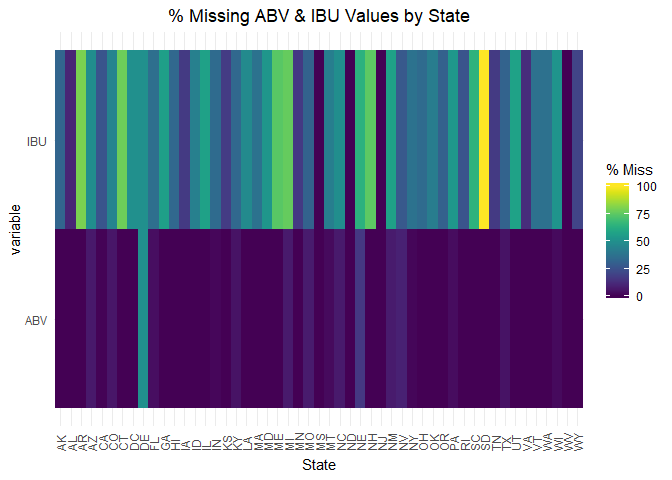 % Missing ABV & IBU Values by State
variable
IBU
ABV
AK AL AR AZ CA CO CT DC DE FL GA HI IA ID IL IN KS KY LA MA MD ME MI MN MO MS MT NC ND NE NH NJ NM NV NY OH OK OR PA RI SC SD TN TX UT VA VT WA WI WV WY
State
% Miss
100
75
50
25
0